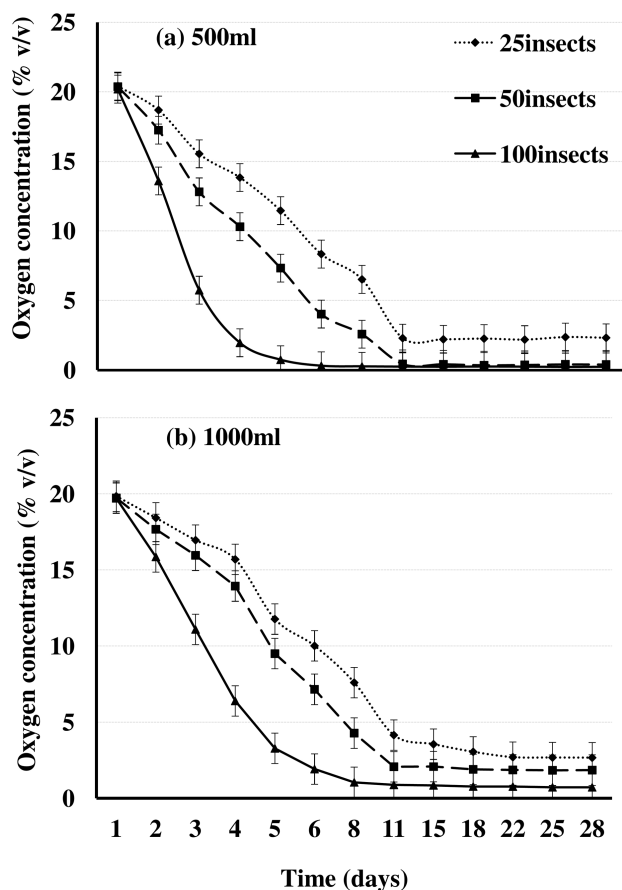 25
20
15
10
5
0
Oxygen concentration (% v/v)
(a) 500ml
25insects
50insects
100insects
25
20
15
10
5
0
Oxygen concentration (% v/v)
(b) 1000ml
1 2 3 4 5 6 8 11 15 18 22 25 28
Time (days)